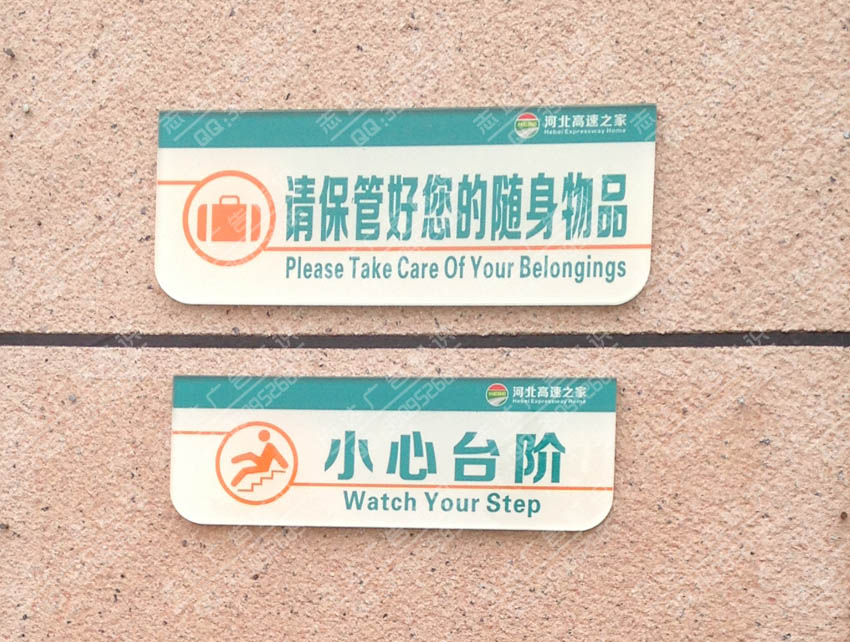 河北高速之家
Hebei Expressway Home
请保管好您的随身物品
Please Take Care Of Your Belongings
河北高速之家
Hebei Expressway Home
小心台阶
Watch Your Step